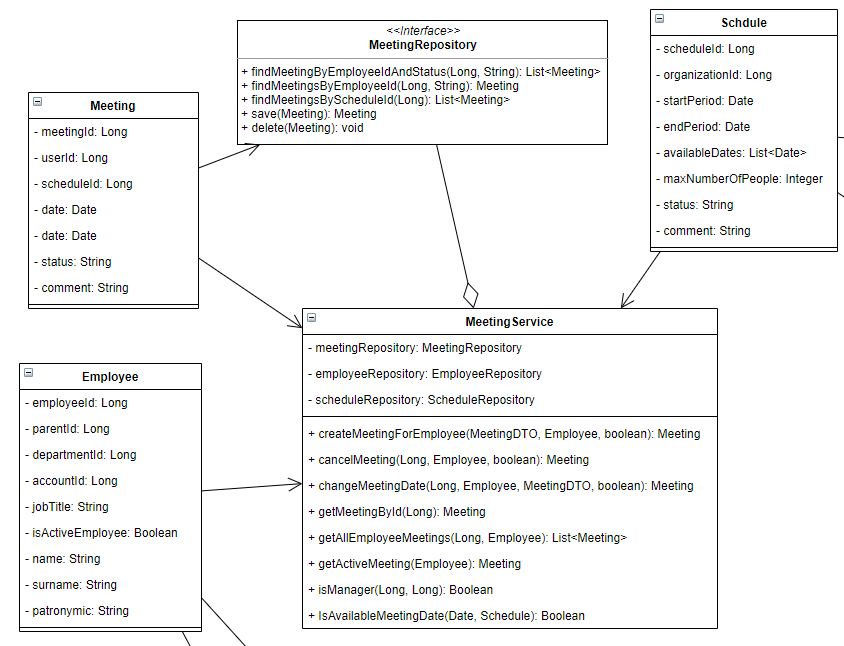 <<Interface>>
MeetingRepository
+ findMeetingByEmployeeIdAndStatus(Long, String): List<Meeting>
+ findMeetingsByEmployeeId(Long, String): Meeting
+ findMeetingsByScheduleId(Long): List<Meeting>
+ save(Meeting): Meeting
+ delete(Meeting): void
Schdule
- scheduleId: Long
- organizationId: Long
- startPeriod: Date
- endPeriod: Date
- availableDates: List<Date>
- maxNumberOfPeople: Integer
- status: String
- comment: String
Meeting
- meetingId: Long
- userId: Long
- scheduleId: Long
- date: Date
- date: Date
- status: String
- comment: String
MeetingService
- meetingRepository: MeetingRepository
- employeeRepository: EmployeeRepository
- scheduleRepository: ScheduleRepository
+ createMeetingForEmployee(MeetingDTO, Employee, boolean): Meeting
+ cancelMeeting(Long, Employee, boolean): Meeting
+ changeMeetingDate(Long, Employee, MeetingDTO, boolean): Meeting
+ getMeetingById(Long): Meeting
+ getAllEmployeeMeetings(Long, Employee): List<Meeting>
+ getActiveMeeting(Employee): Meeting
+ isManager(Long, Long): Boolean
+ IsAvailableMeetingDate(Date, Schedule): Boolean
Employee
- employeeId: Long
- parentId: Long
- departmentId: Long
- accountId: Long
- jobTitle: String
- isActiveEmployee: Boolean
- name: String
- surname: String
- patronymic: String